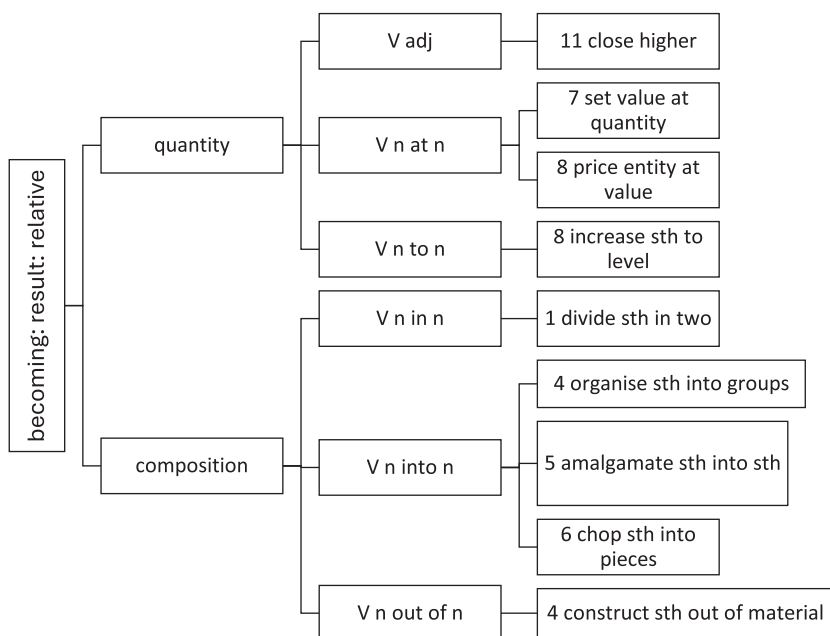 becoming: result: relative
quantity
V adj
11 close higher
V n at n
7 set value at
quantity
8 price entity at
value
V n to n
8 increase sth to
level
composition
V n in n
1 divide sth in two
V n into n
4 organise sth into groups
5 amalgamate sth into sth
6 chop sth into
pieces
V n out of n
4 construct sth out of material